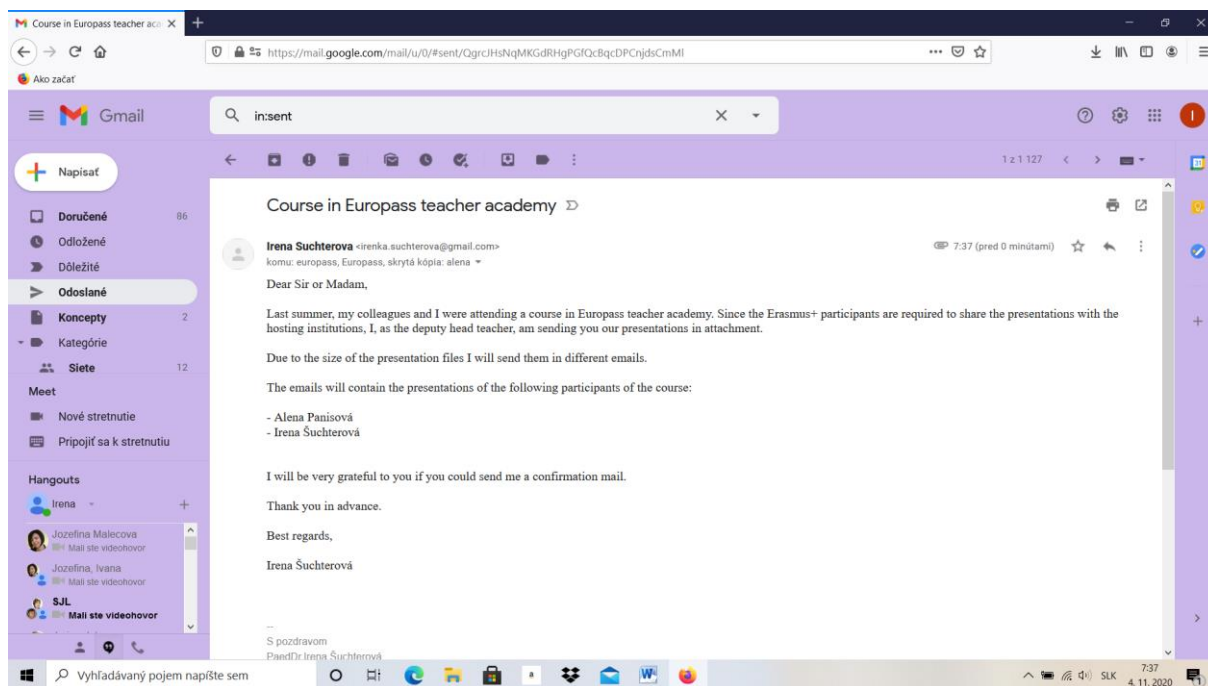 Course in Europass teacher aca
https://mail.google.com/mail/u/0/#sent/QgrcJHsNqMKGdRHgPGfQcBqcDPCnjdsCmMl
Ako začať
Gmail
in:sent
I
Napísať
1 z 1 127
Doručené 86
Odložené
Dôležité
Odoslané
Koncepty 2
Kategórie
Siete 12
Meet
Nové stretnutie
Pripojiť sa k stretnutiu
Hangouts
Irena
Jozefina Malecova
Mali ste videohovor
Jozefina, Ivana
Mali ste videohovor
SJL
Mali ste videohovor
Course in Europass teacher academy
Irena Suchterova <irenka.suchterova@gmail.com>
7:37 (pred 0 minútami)
komu: europass, Europass, skrytá kópia: alena
Dear Sir or Madam,
Last summer, my colleagues and I were attending a course in Europass teacher academy. Since the Erasmus+ participants are required to share the presentations with the
hosting institutions, I, as the deputy head teacher, am sending you our presentations in attachment.
Due to the size of the presentation files I will send them in different emails.
The emails will contain the presentations of the following participants of the course:
- Alena Panisová
- Irena Šuchterová
I will be very grateful to you if you could send me a confirmation mail.
Thank you in advance.
Best regards,
Irena Šuchterová
--
S pozdravom
PaedDr.Irena Šuchterová
31
Vyhľadávaný pojem napíšte sem
a
W
SLK
7:37
4. 11. 2020